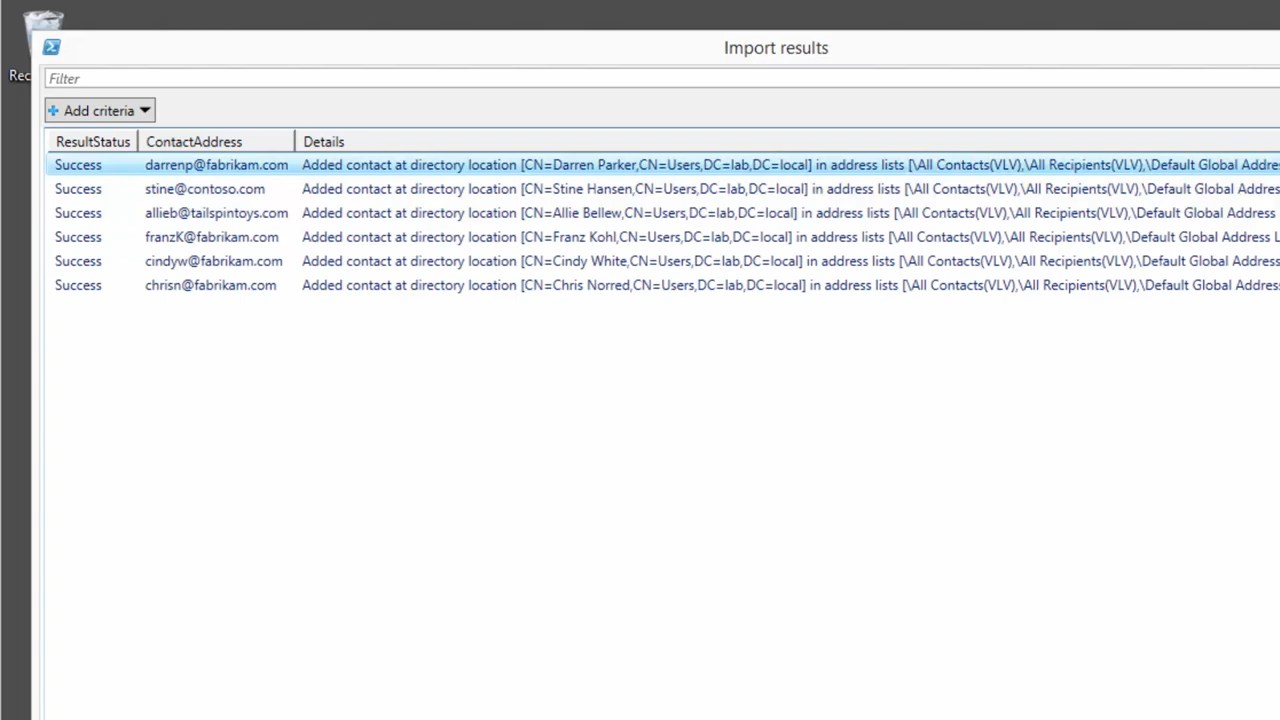 Rec
Import results
Filter
Add criteria
ResultStatus ContactAddress Details
Success darrenp@fabrikam.com Added contact at directory location [CN=Darren Parker,CN=Users,DC=lab,DC=local] in address lists [\All Contacts(VLV),\All Recipients(VLV),\Default Global Addre
Success stine@contoso.com Added contact at directory location [CN=Stine Hansen,CN=Users,DC=lab,DC=local] in address lists [\All Contacts(VLV),\All Recipients(VLV),\Default Global Addres
Success allieb@tailspintoys.com Added contact at directory location [CN=Allie Bellew,CN=Users,DC=lab,DC=local] in address lists [\All Contacts(VLV),\All Recipients(VLV),\Default Global Address
Success franzK@fabrikam.com Added contact at directory location [CN=Franz Kohl,CN=Users,DC=lab,DC=local] in address lists [\All Contacts(VLV),\All Recipients(VLV),\Default Global Address L
Success cindyw@fabrikam.com Added contact at directory location [CN=Cindy White,CN=Users,DC=lab,DC=local] in address lists [\All Contacts(VLV),\All Recipients(VLV),\Default Global Address
Success chrisn@fabrikam.com Added contact at directory location [CN=Chris Norred,CN=Users,DC=lab,DC=local] in address lists [\All Contacts(VLV),\All Recipients(VLV),\Default Global Addres